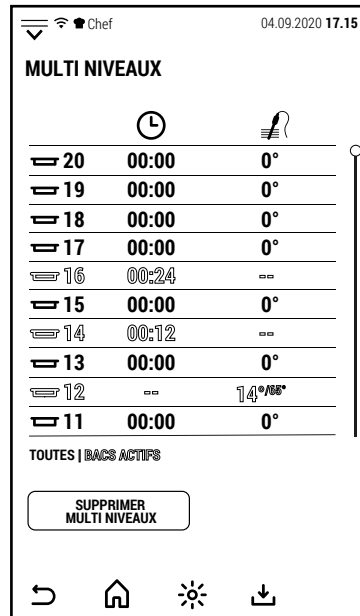 Chef 04.09.2020 17.15
MULTI NIVEAUX
20 00:00 0°
19 00:00 0°
18 00:00 0°
17 00:00 0°
16 00:24 --
15 00:00 0°
14 00:12 --
13 00:00 0°
12 -- 14°/65°
11 00:00 0°
TOUTES | BACS ACTIFS
SUPPRIMER
MULTI NIVEAUX